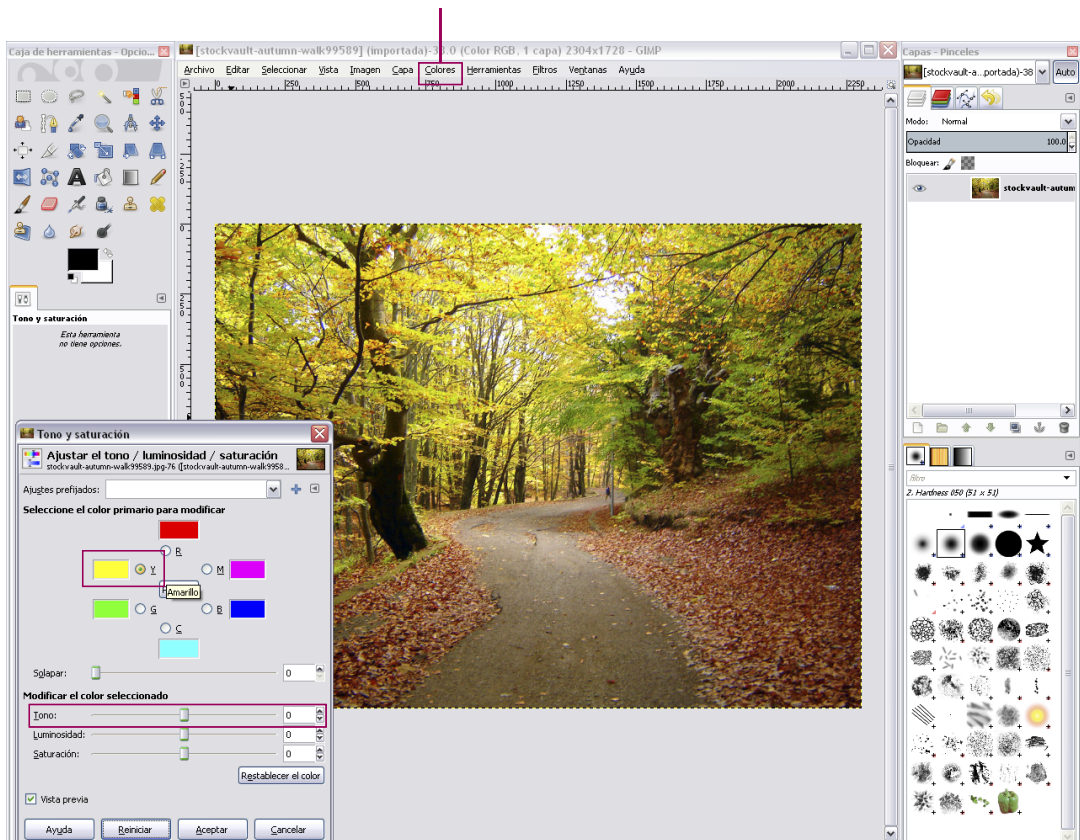 Caja de herramientas - Opcio...
[stockvault-autumn-walk99589] (importada)-38.0 (Color RGB, 1 capa) 2304x1728 - GIMP
Capas - Pinceles
Archivo Editar Seleccionar Vista Imagen Capa Colores Herramientas Filtros Ventanas Ayuda
[stockvault-a...portada)-38
Auto
0 250 500 750 1000 1250 1500 1750 2000 2250
Modo: Normal
Opacidad 100.0
Bloquear:
stockvault-autum
Tono y saturación
Esta herramienta
no tiene opciones.
0
250
500
Tono y saturación
Ajustar el tono / luminosidad / saturación
stockvault-autumn-walk99589.jpg-76 ([stockvault-autumn-walk9958...
Ajustes prefijados:
Seleccione el color primario para modificar
R
Y M
Amarillo
G B
C
Solapar: 0
Modificar el color seleccionado
Tono: 0
Luminosidad: 0
Saturación: 0
Restablecer el color
Vista previa
Ayuda Reiniciar Aceptar Cancelar
filtro
2. Hardness 050 (51 × 51)